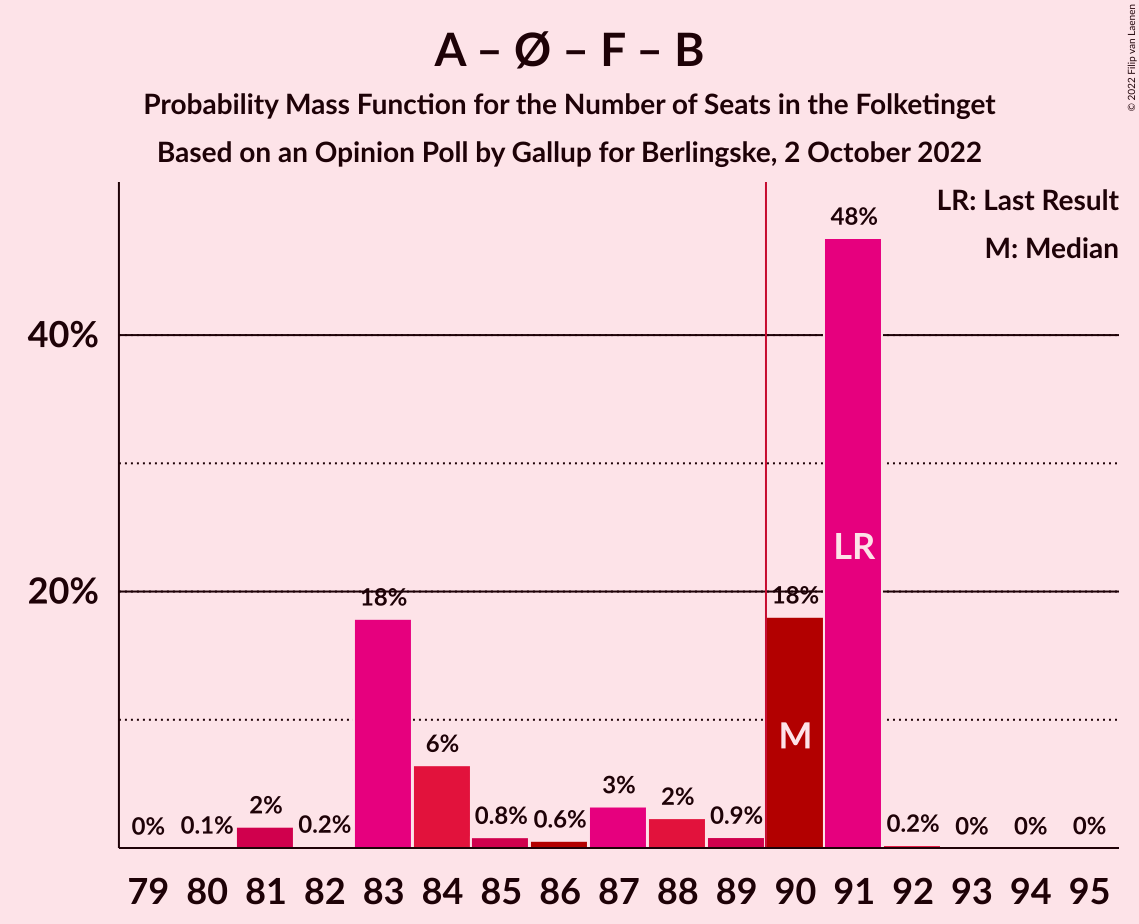 A – Ø – F – B
Probability Mass Function for the Number of Seats in the Folketinget
Based on an Opinion Poll by Gallup for Berlingske, 2 October 2022
© 2022 Filip van Laenen
LR: Last Result
M: Median
48%
40%
LR
20%
18%
18%
M
6%
3%
2%
2%
0%
0.1%
0.2%
0.8%
0.6%
0.9%
0.2%
0%
0%
0%
79 80 81 82 83 84 85 86 87 88 89 90 91 92 93 94 95